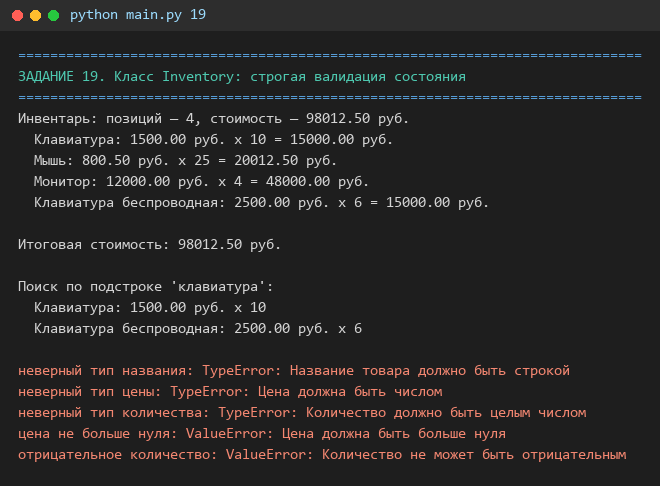 python main.py 19
==============================================================================
ЗАДАНИЕ 19. Класс Inventory: строгая валидация состояния
==============================================================================
Инвентарь: позиций — 4, стоимость — 98012.50 руб.
  Клавиатура: 1500.00 руб. x 10 = 15000.00 руб.
  Мышь: 800.50 руб. x 25 = 20012.50 руб.
  Монитор: 12000.00 руб. x 4 = 48000.00 руб.
  Клавиатура беспроводная: 2500.00 руб. x 6 = 15000.00 руб.

Итоговая стоимость: 98012.50 руб.

Поиск по подстроке 'клавиатура':
  Клавиатура: 1500.00 руб. x 10
  Клавиатура беспроводная: 2500.00 руб. x 6

неверный тип названия: TypeError: Название товара должно быть строкой
неверный тип цены: TypeError: Цена должна быть числом
неверный тип количества: TypeError: Количество должно быть целым числом
цена не больше нуля: ValueError: Цена должна быть больше нуля
отрицательное количество: ValueError: Количество не может быть отрицательным